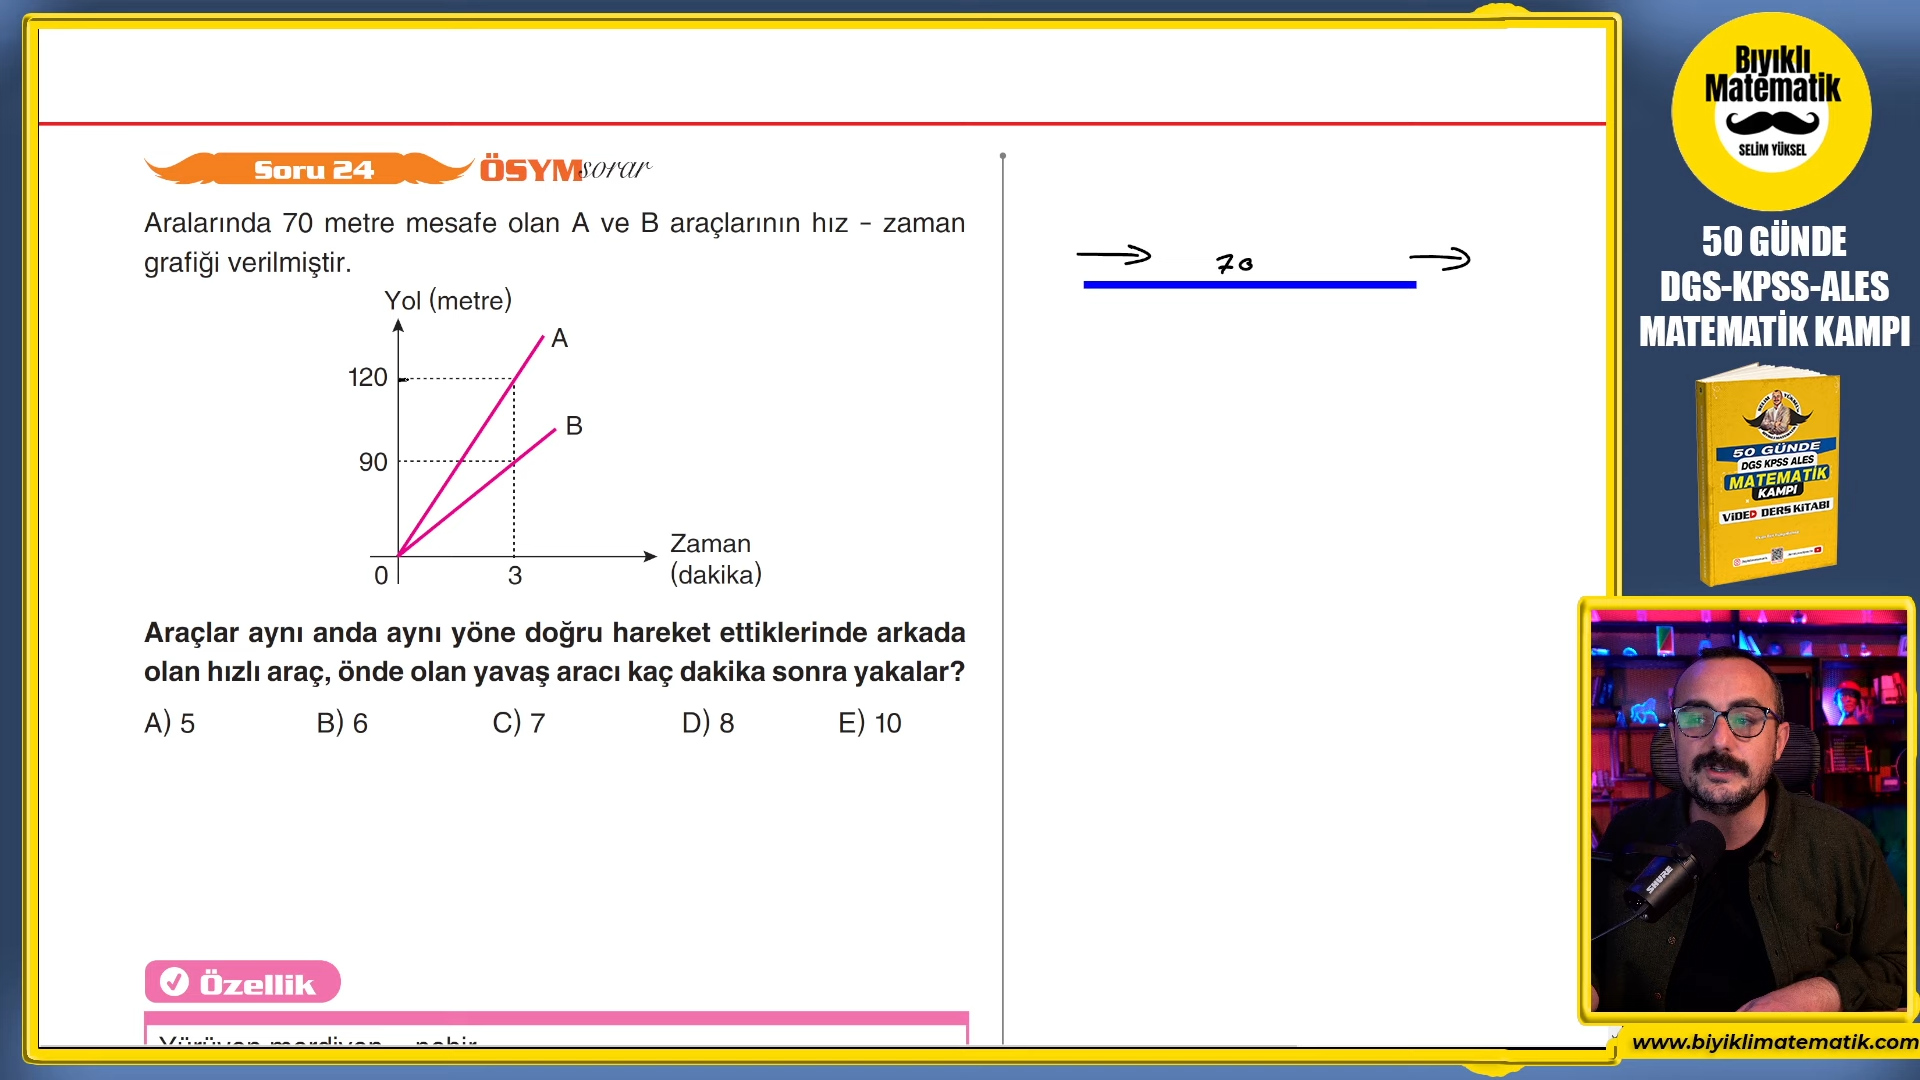 Soru 24 ÖSYM sorar
Aralarında 70 metre mesafe olan A ve B araçlarının hız - zaman
grafiği verilmiştir.
Yol (metre)
A
120
B
90
Zaman
(dakika)
0
3
Araçlar aynı anda aynı yöne doğru hareket ettiklerinde arkada
olan hızlı araç, önde olan yavaş aracı kaç dakika sonra yakalar?
A) 5 B) 6 C) 7 D) 8 E) 10
Özellik
70
Bıyıklı
Matematik
SELİM YÜKSEL
50 GÜNDE
DGS-KPSS-ALES
MATEMATİK KAMPI
50 GÜNDE
DGS KPSS ALES
MATEMATİK
KAMPI
VİDEO DERS KİTABI
SHURE
www.biyiklimatematik.com